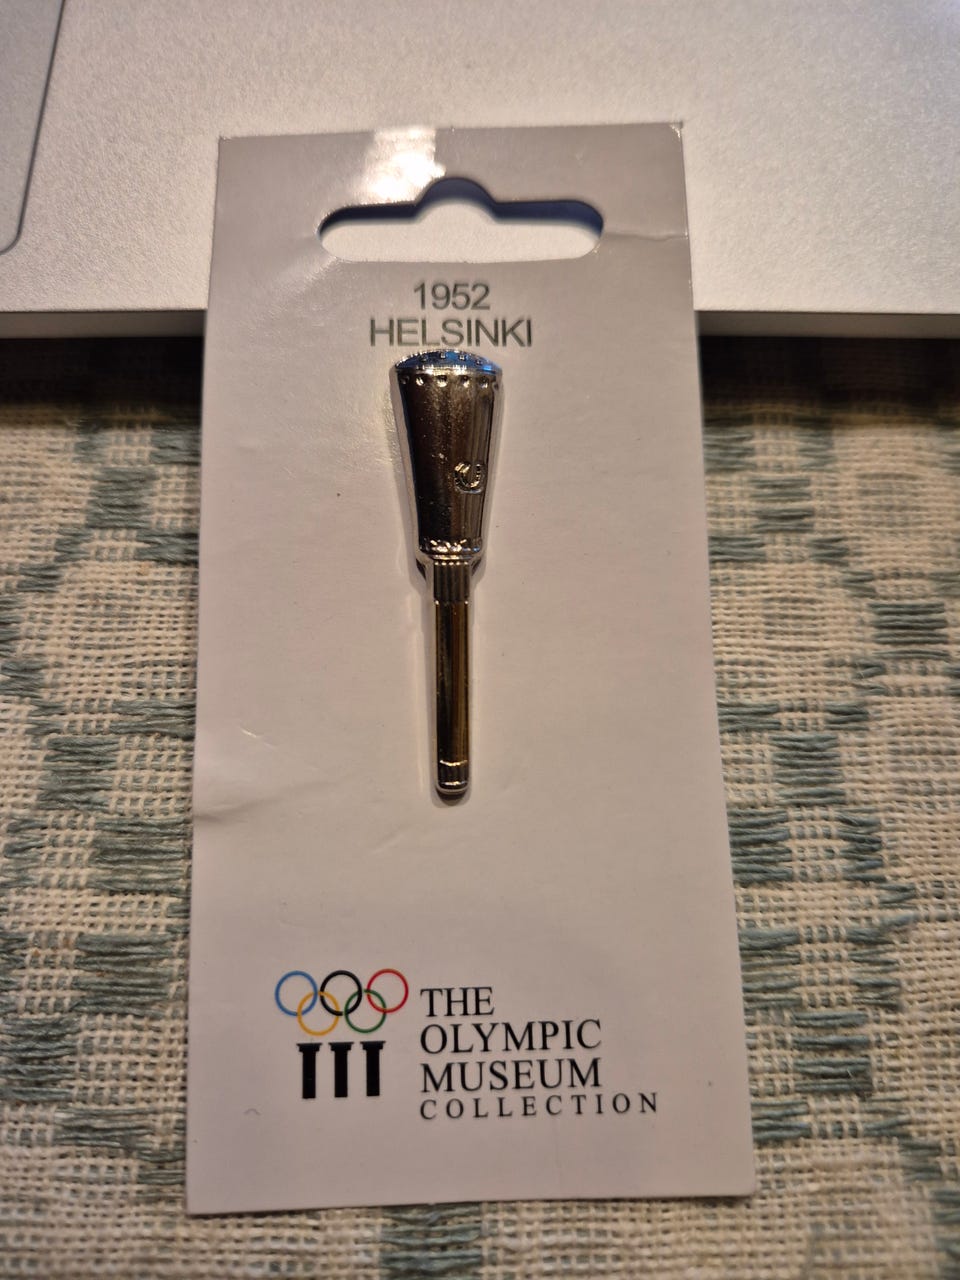 1952
HELSINKI
THE
OLYMPIC
MUSEUM
COLLECTION